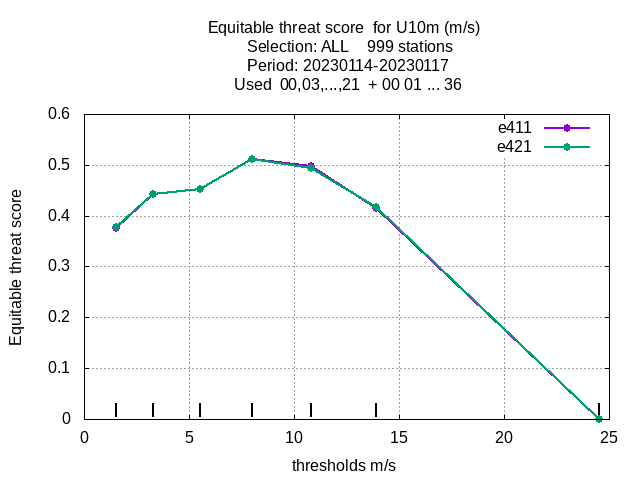 Equitable threat score  for U10m (m/s)
Selection: ALL    999 stations
Period: 20230114-20230117
Used  00,03,...,21  + 00 01 ... 36
e411
e421
Equitable threat score
0.6
0.5
0.4
0.3
0.2
0.1
0
0 5 10 15 20 25
thresholds m/s